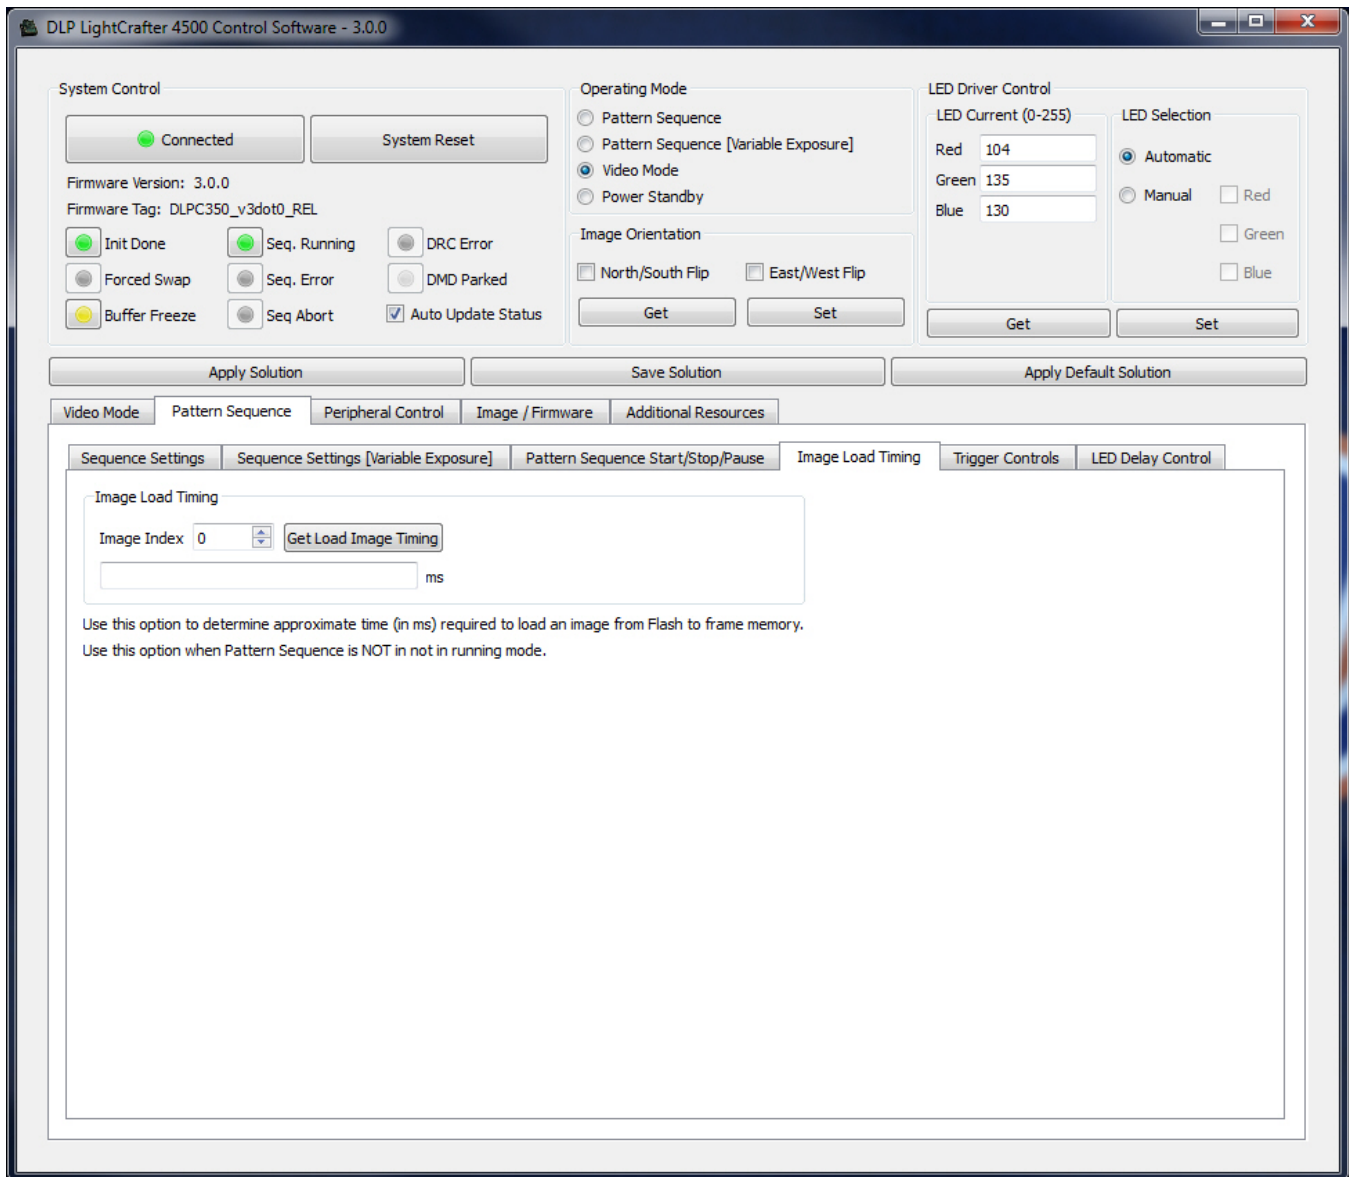 DLP LightCrafter 4500 Control Software - 3.0.0
System Control
Connected
System Reset
Firmware Version: 3.0.0
Firmware Tag: DLPC350_v3dot0_REL
Init Done
Seq. Running
DRC Error
Forced Swap
Seq. Error
DMD Parked
Buffer Freeze
Seq Abort
Auto Update Status
Operating Mode
Pattern Sequence
Pattern Sequence [Variable Exposure]
Video Mode
Power Standby
Image Orientation
North/South Flip
East/West Flip
Get
Set
LED Driver Control
LED Current (0-255)
Red 104
Green 135
Blue 130
LED Selection
Automatic
Manual
Red
Green
Blue
Get
Set
Apply Solution
Save Solution
Apply Default Solution
Video Mode
Pattern Sequence
Peripheral Control
Image / Firmware
Additional Resources
Sequence Settings
Sequence Settings [Variable Exposure]
Pattern Sequence Start/Stop/Pause
Image Load Timing
Trigger Controls
LED Delay Control
Image Load Timing
Image Index 0
Get Load Image Timing
ms
Use this option to determine approximate time (in ms) required to load an image from Flash to frame memory.
Use this option when Pattern Sequence is NOT in not in running mode.